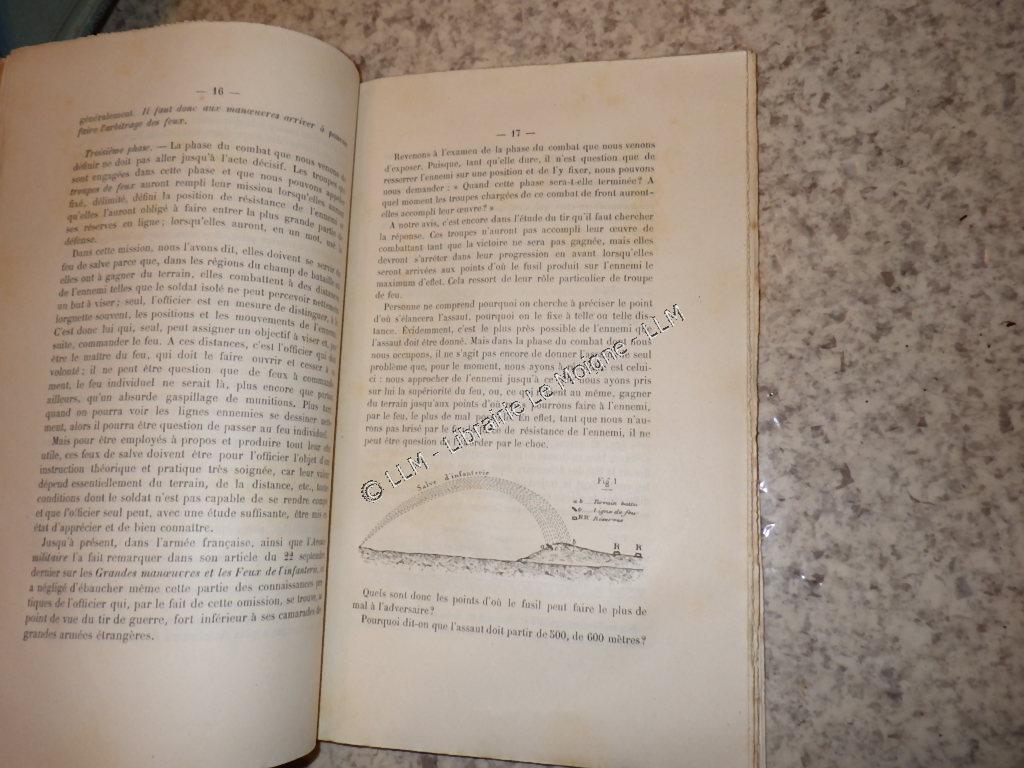 — 16 —
généralement. Il faut donc aux manœuvres arriver à pouvoir
faire l'arbitrage des feux.
Troisième phase. — La phase du combat que nous venons de
définir ne doit pas aller jusqu'à l'acte décisif. Les troupes qui
sont engagées dans cette phase et que nous pouvons appeler
troupes de feux auront rempli leur mission lorsqu'elles auront
fixé, délimité, défini la position de résistance de l'ennemi et
qu'elles l'auront obligé à faire entrer la plus grande partie de
ses réserves en ligne; lorsqu'elles auront, en un mot, usé la
défense.
Dans cette mission, nous l'avons dit, elles doivent se servir du
feu de salve parce que, dans les régions du champ de bataille où
elles ont à gagner du terrain, elles combattent à des distances
de l'ennemi telles que le soldat isolé ne peut percevoir nettement
un but à viser; seul, l'officier est en mesure de distinguer, à la
lorgnette souvent, les positions et les mouvements de l'ennemi.
C'est donc lui qui, seul, peut assigner un objectif à viser et, par
suite, commander le feu. A ces distances, c'est l'officier qui doit
être le maître du feu, qui doit le faire ouvrir et cesser à sa
volonté; il ne peut être question que de feux à commande-
ment, le feu individuel ne serait là, plus encore que partout
ailleurs, qu'un absurde gaspillage de munitions. Plus tard,
quand on pourra voir les lignes ennemies se dessiner nette-
ment, alors il pourra être question de passer au feu individuel.
Mais pour être employés à propos et produire tout leur effet
utile, ces feux de salve doivent être pour l'officier l'objet d'une
instruction théorique et pratique très soignée, car leur valeur
dépend essentiellement du terrain, de la distance, etc., toutes
conditions dont le soldat n'est pas capable de se rendre compte
et que l'officier seul peut, avec une étude suffisante, être mis en
état d'apprécier et de bien connaître.
Jusqu'à présent, dans l'armée française, ainsi que l'Avenir
militaire l'a fait remarquer dans son article du 22 septembre
dernier sur les Grandes manœuvres et les Feux de l'infanterie, on
a négligé d'ébaucher même cette partie des connaissances pra-
tiques de l'officier qui, par le fait de cette omission, se trouve, au
point de vue du tir de guerre, fort inférieur à ses camarades des
grandes armées étrangères.
— 17 —
Revenons à l'examen de la phase du combat que nous venons
d'exposer. Puisque, tant qu'elle dure, il n'est question que de
resserrer l'ennemi sur une position et de l'y fixer, nous pouvons
nous demander : « Quand cette phase sera-t-elle terminée? A
quel moment les troupes chargées de ce combat de front auront-
elles accompli leur œuvre? »
A notre avis, c'est encore dans l'étude du tir qu'il faut chercher
la réponse. Ces troupes n'auront pas accompli leur œuvre de
combattant tant que la victoire ne sera pas gagnée, mais elles
devront s'arrêter dans leur progression en avant lorsqu'elles
seront arrivées aux points d'où le fusil produit sur l'ennemi le
maximum d'effet. Cela ressort de leur rôle particulier de troupe
de feu.
Personne ne comprend pourquoi on cherche à préciser le point
d'où s'élancera l'assaut, pourquoi on le fixe à telle ou telle dis-
tance. Évidemment, c'est le plus près possible de l'ennemi que
l'assaut doit être donné. Mais dans la phase du combat dont nous
nous occupons, il ne s'agit pas encore de donner l'assaut. Le seul
problème que, pour le moment, nous ayons à est celui-
ci : nous approcher de l'ennemi jusqu'à ce nous ayons pris
sur lui la supériorité du feu, ou, ce qui revient au même, gagner
du terrain jusqu'aux points d'où nous pourrons faire à l'ennemi,
par le feu, le plus de mal possible. En effet, tant que nous n'au-
rons pas brisé par le feu de résistance de l'ennemi, il ne
peut être question de l'aborder par le choc.
Salve d'infanterie
Fig. 1
a b Terrain battu
Ligne de feu
RR Réserves
a b R R
Quels sont donc les points d'où le fusil peut faire le plus de
mal à l'adversaire?
Pourquoi dit-on que l'assaut doit partir de 500, de 600 mètres?
© LLM - Librairie Le Moione - LLM